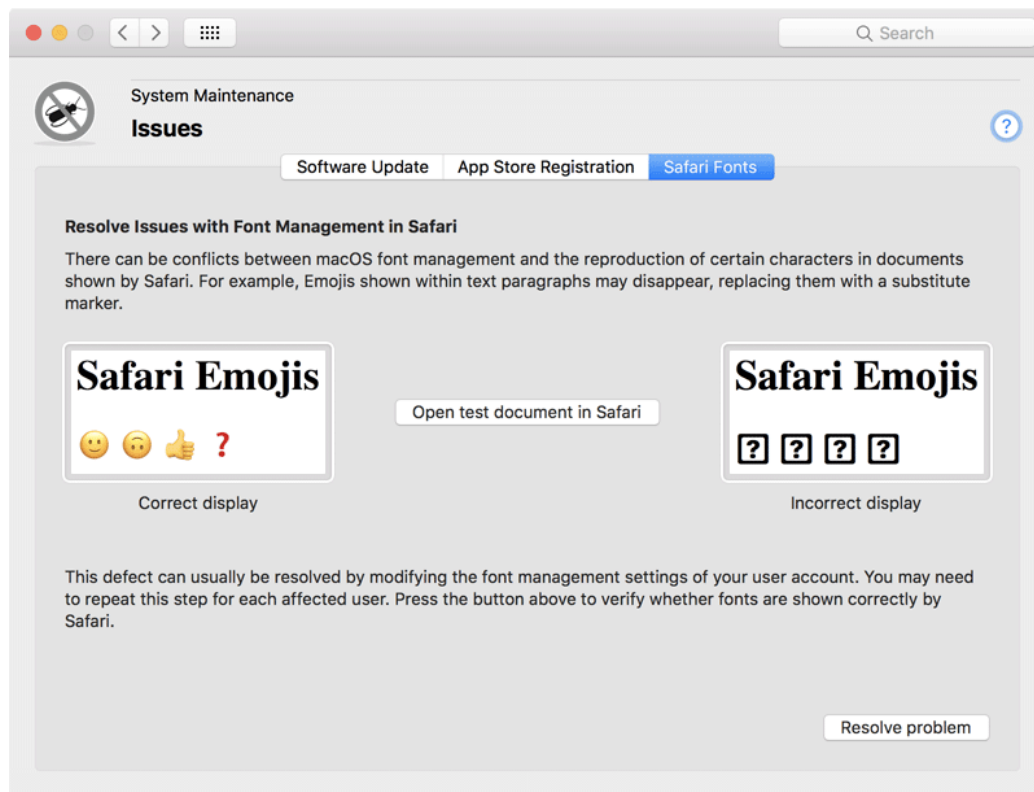 Search
System Maintenance
Issues
?
Software Update App Store Registration Safari Fonts
Resolve Issues with Font Management in Safari
There can be conflicts between macOS font management and the reproduction of certain characters in documents
shown by Safari. For example, Emojis shown within text paragraphs may disappear, replacing them with a substitute
marker.
Safari Emojis
🙂 🙃 👍 ❓
Correct display
Open test document in Safari
Safari Emojis
? ? ? ?
Incorrect display
This defect can usually be resolved by modifying the font management settings of your user account. You may need
to repeat this step for each affected user. Press the button above to verify whether fonts are shown correctly by
Safari.
Resolve problem